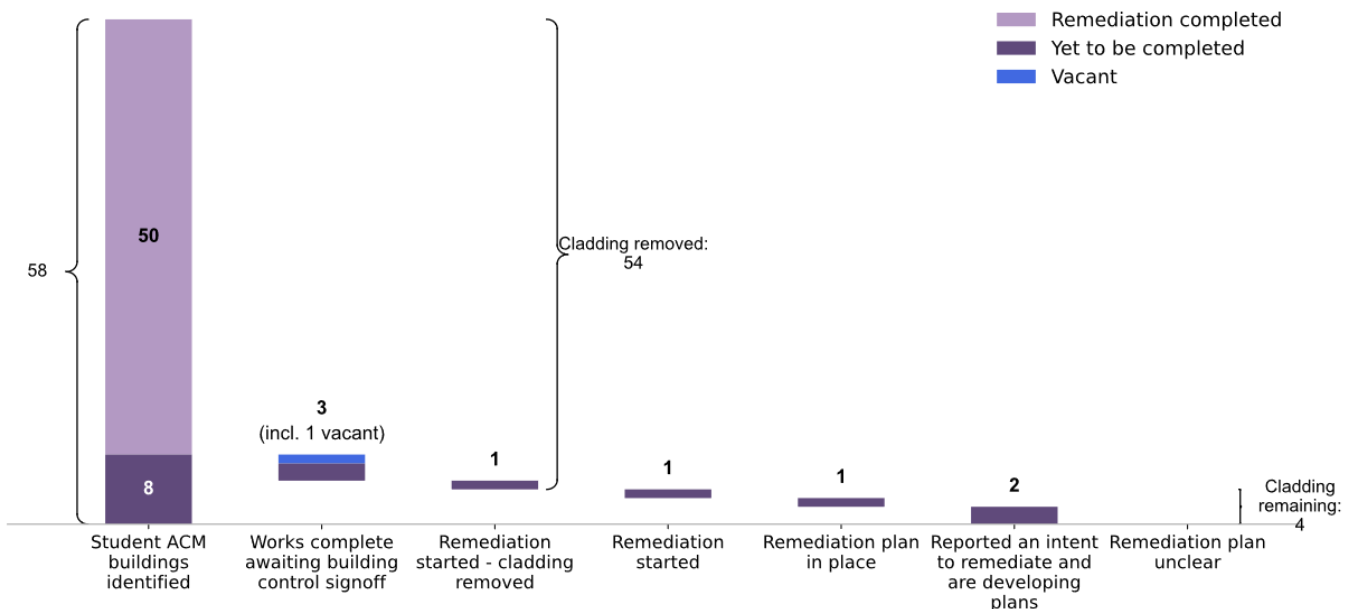 Remediation completed
Yet to be completed
Vacant
58
50
8
Cladding removed:
54
3
(incl. 1 vacant)
1
1
1
2
Cladding
remaining:
4
Student ACM
buildings
identified
Works complete
awaiting building
control signoff
Remediation
started - cladding
removed
Remediation
started
Remediation plan
in place
Reported an intent
to remediate and
are developing
plans
Remediation plan
unclear